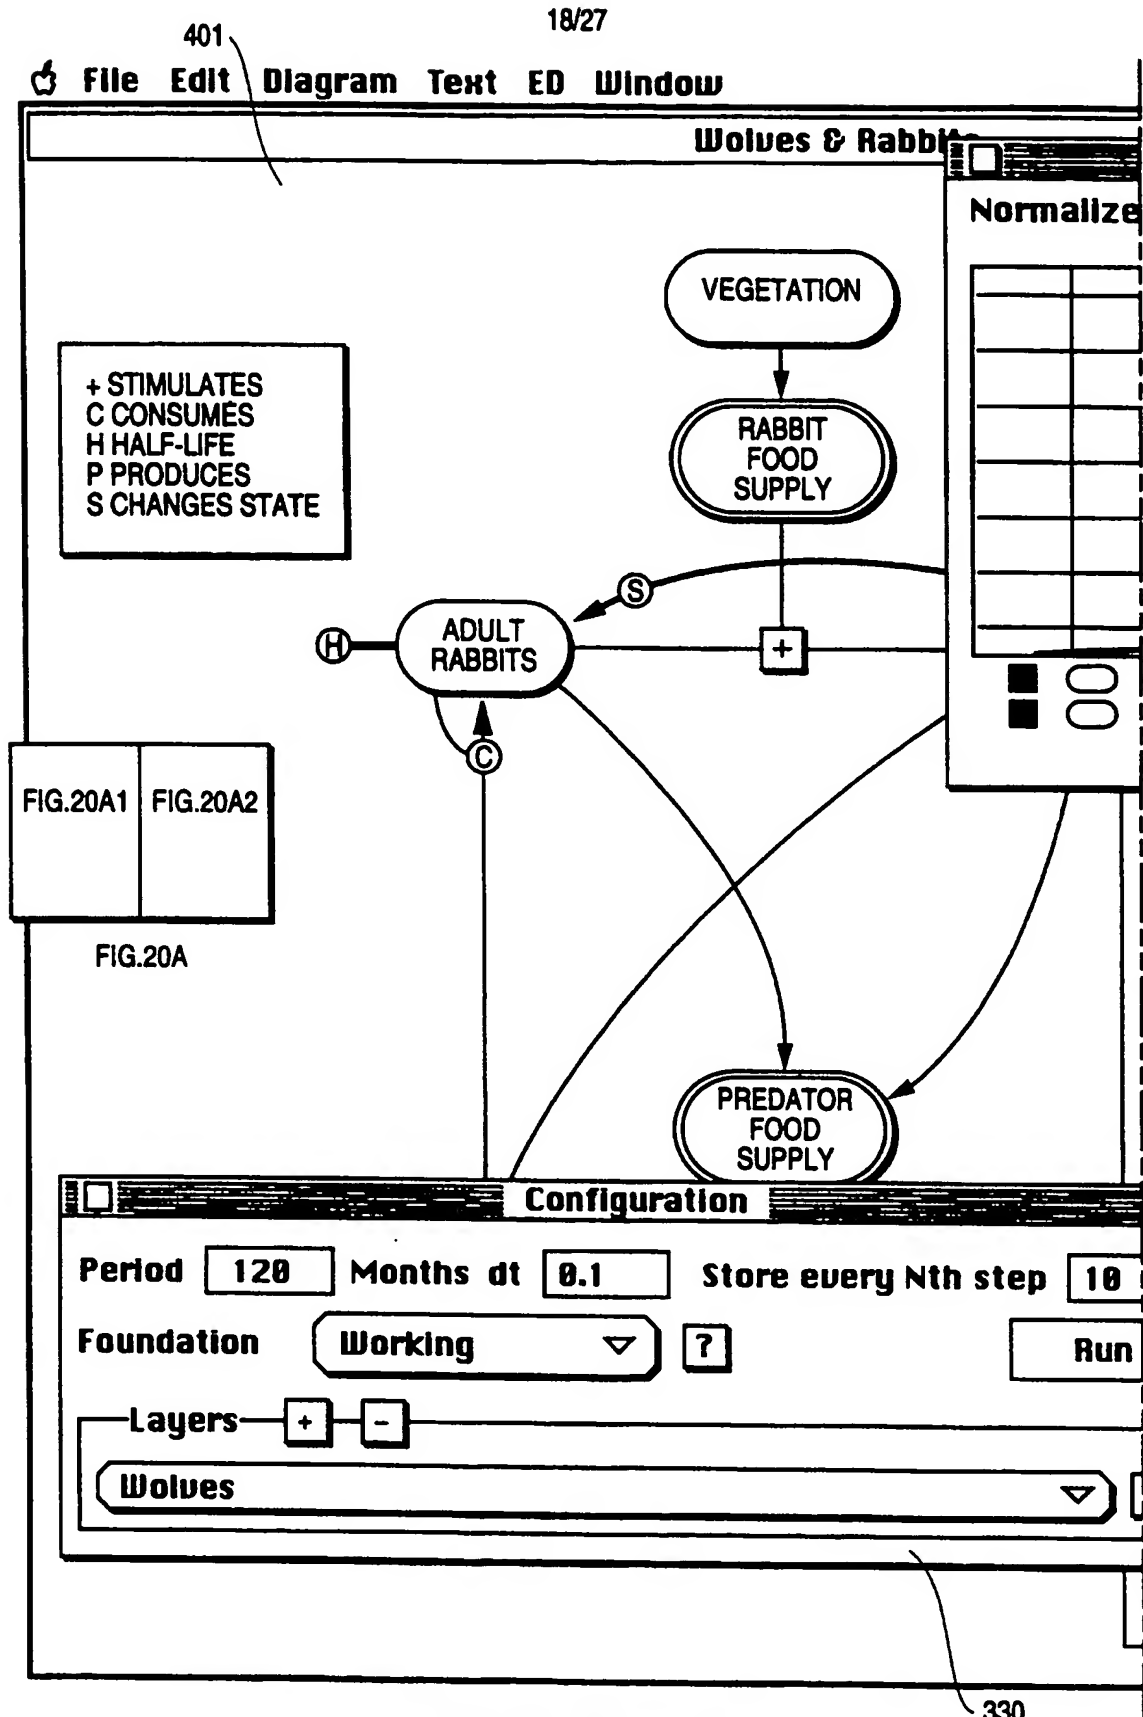 18/27
401
File Edit Diagram Text ED Window
Wolves & Rabbits
Normalize
VEGETATION
+ STIMULATES
C CONSUMES
H HALF-LIFE
P PRODUCES
S CHANGES STATE
RABBIT
FOOD
SUPPLY
S
H
ADULT
RABBITS
+
C
FIG.20A1 FIG.20A2
FIG.20A
PREDATOR
FOOD
SUPPLY
Configuration
Period 120 Months dt 0.1 Store every Nth step 10
Foundation Working ? Run
Layers + -
Wolves
330